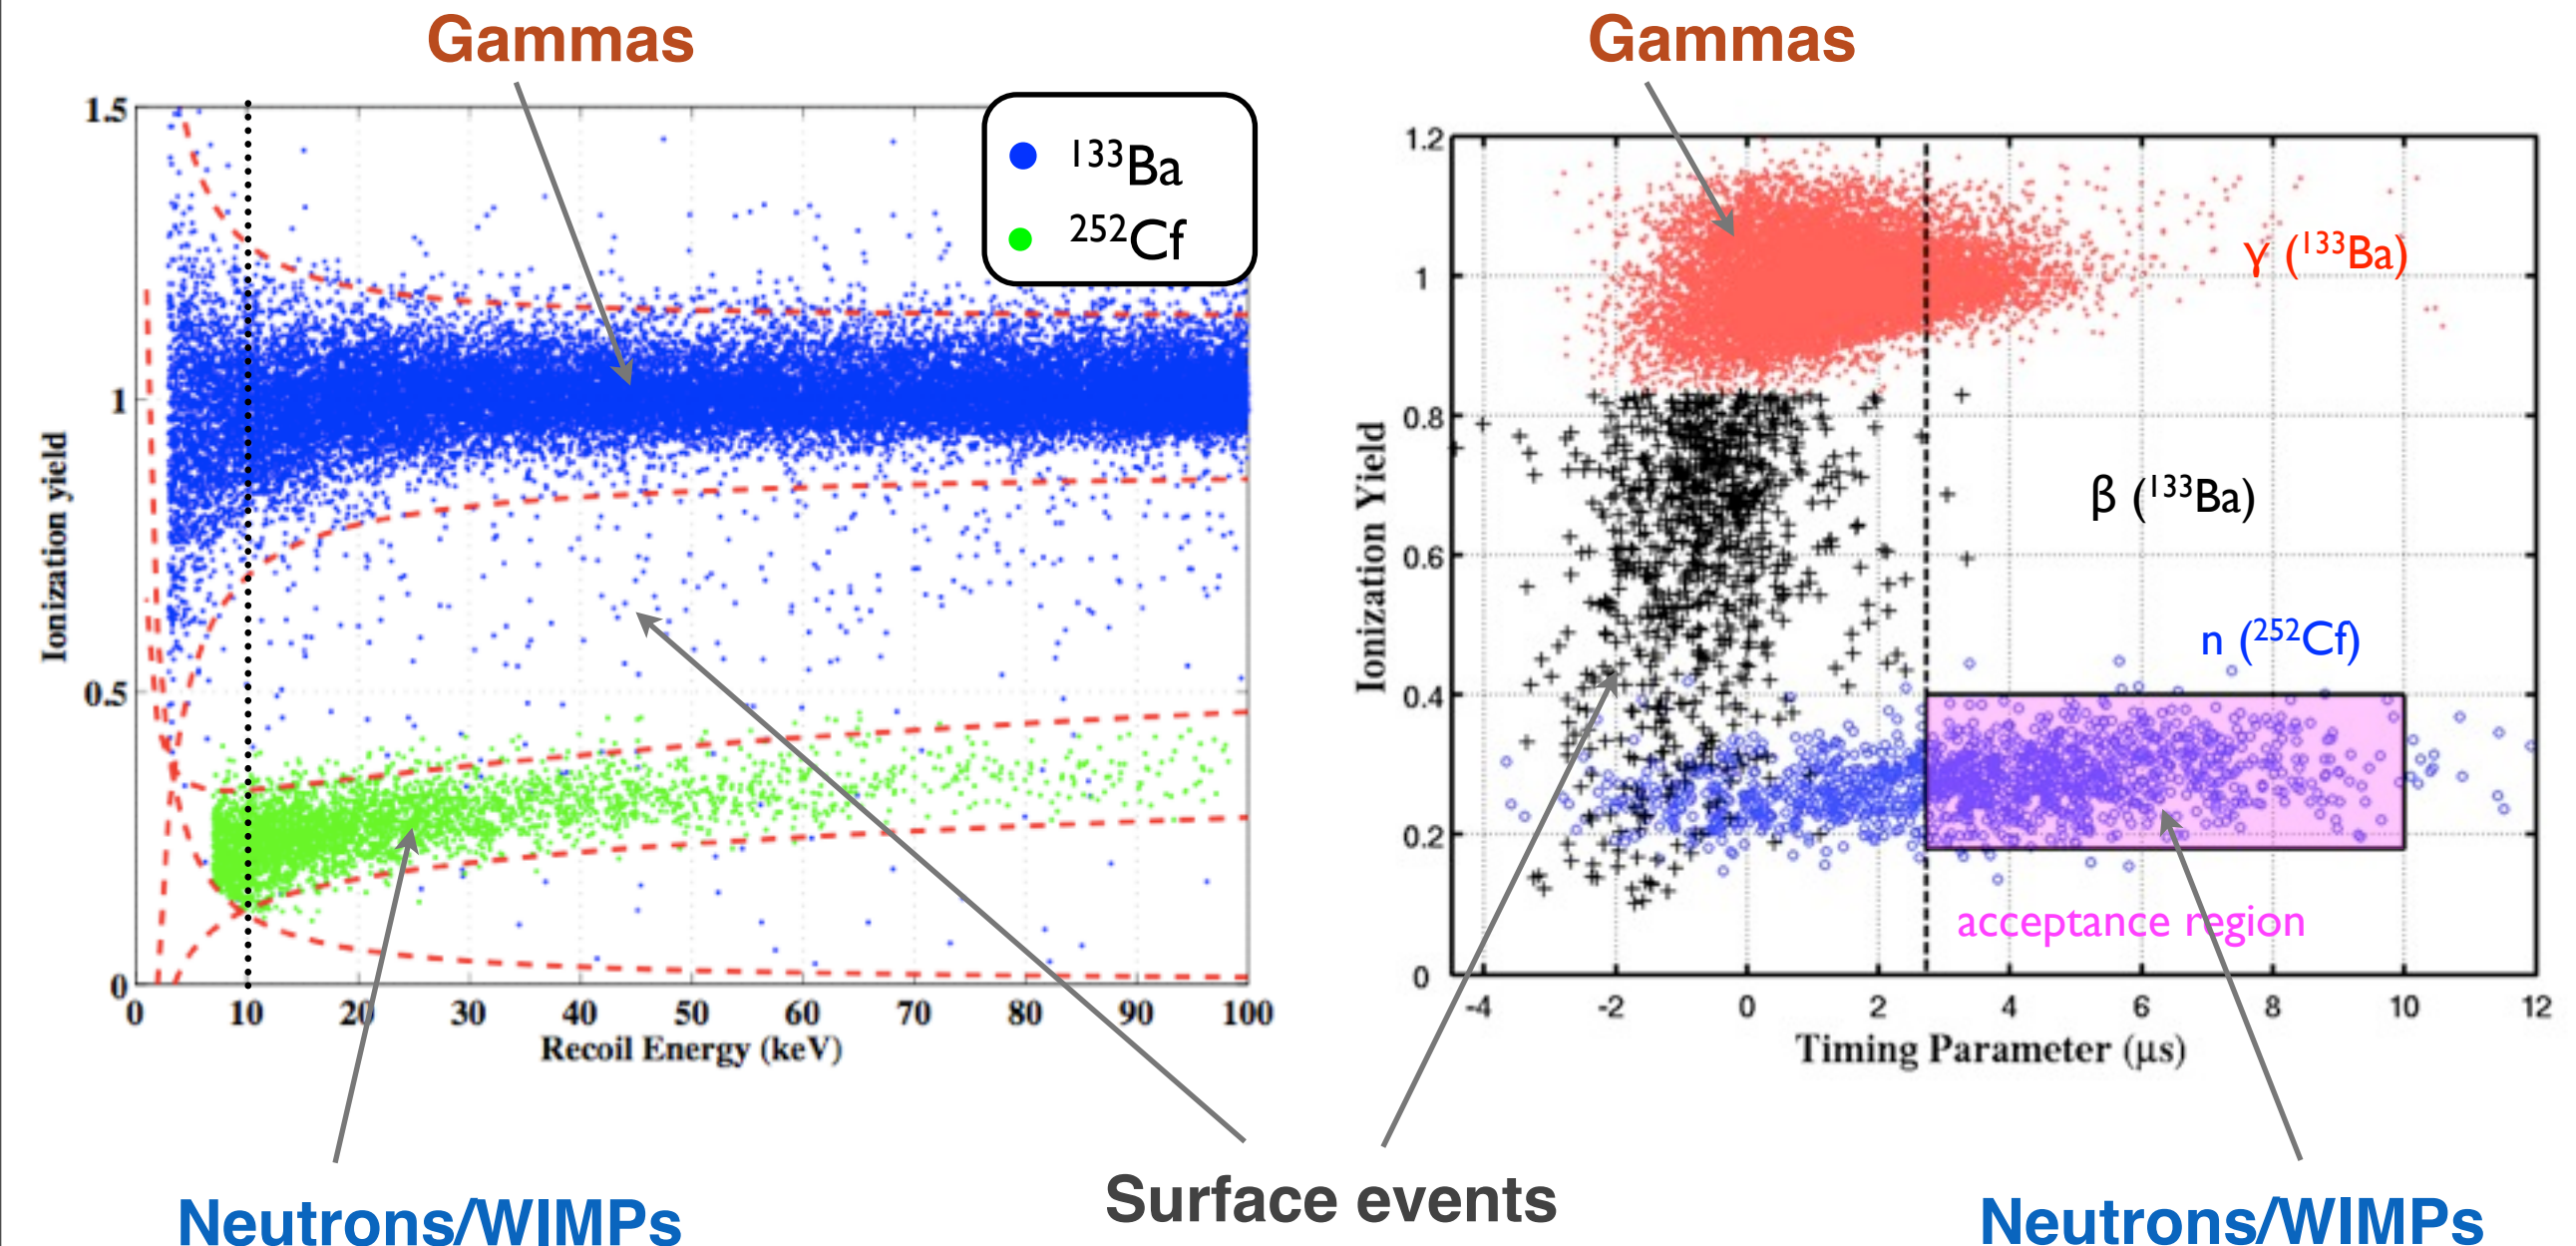 Gammas
Gammas
1.5
1
0.5
0
Ionization yield
¹³³Ba
²⁵²Cf
0 10 20 30 40 50 60 70 80 90 100
Recoil Energy (keV)
1.2
1
0.8
0.6
0.4
0.2
0
Ionization Yield
γ (¹³³Ba)
β (¹³³Ba)
n (²⁵²Cf)
acceptance region
-4 -2 0 2 4 6 8 10 12
Timing Parameter (μs)
Surface events
Neutrons/WIMPs
Neutrons/WIMPs